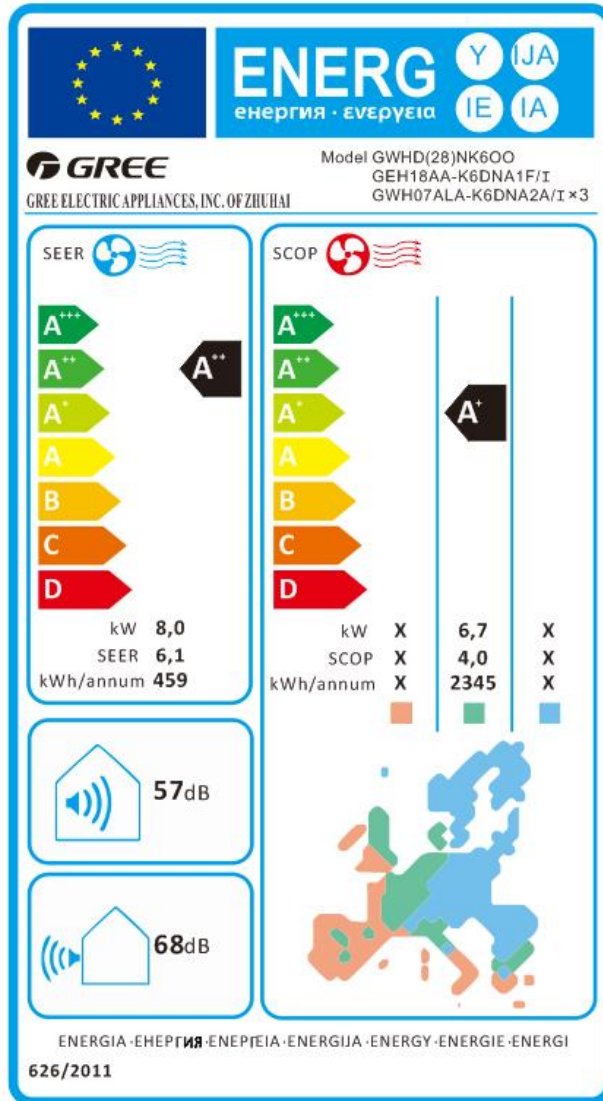 ENERG
енергия · ενεργεια
Y IJA
IE IA
GREE
GREE ELECTRIC APPLIANCES, INC. OF ZHUHAI
Model GWHD(28)NK6OO
GEH18AA-K6DNA1F/I
GWH07ALA-K6DNA2A/I×3
SEER
A+++
A++
A+
A
B
C
D
A++
kW 8,0
SEER 6,1
kWh/annum 459
SCOP
A+++
A++
A+
A
B
C
D
A+
kW X 6,7 X
SCOP X 4,0 X
kWh/annum X 2345 X
57dB
68dB
ENERGIA·ЕНЕРГИЯ·ΕΝΕΡΓΕΙΑ·ENERGIJA·ENERGY·ENERGIE·ENERGI
626/2011